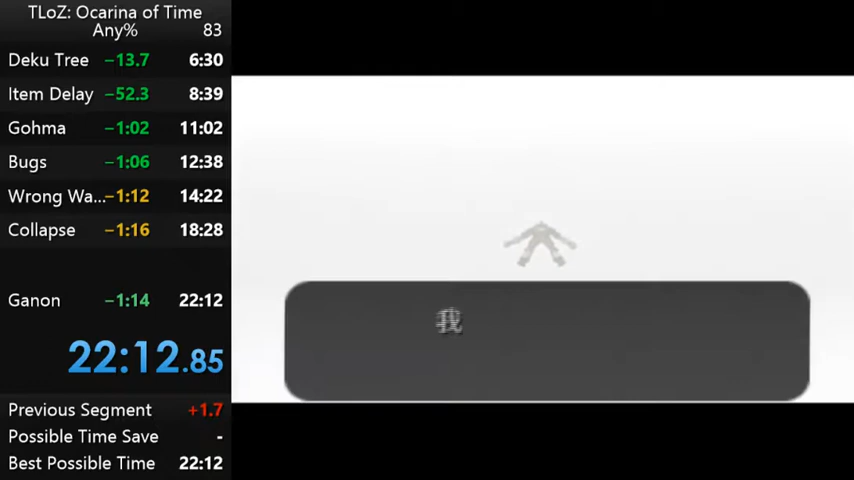 TLoZ: Ocarina of Time
Any% 83
Deku Tree −13.7 6:30
Item Delay −52.3 8:39
Gohma −1:02 11:02
Bugs −1:06 12:38
Wrong Wa... −1:12 14:22
Collapse −1:16 18:28
Ganon −1:14 22:12
22:12.85
Previous Segment +1.7
Possible Time Save -
Best Possible Time 22:12
我